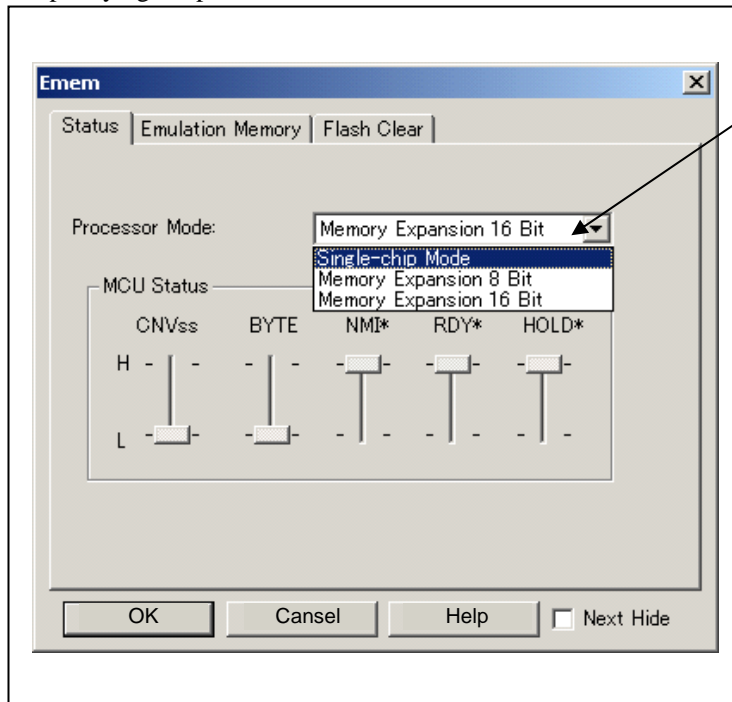 Emem
Status Emulation Memory Flash Clear
Processor Mode: Memory Expansion 16 Bit
Single-chip Mode
Memory Expansion 8 Bit
Memory Expansion 16 Bit
MCU Status
CNVss BYTE NMI* RDY* HOLD*
H
L
OK Cansel Help Next Hide